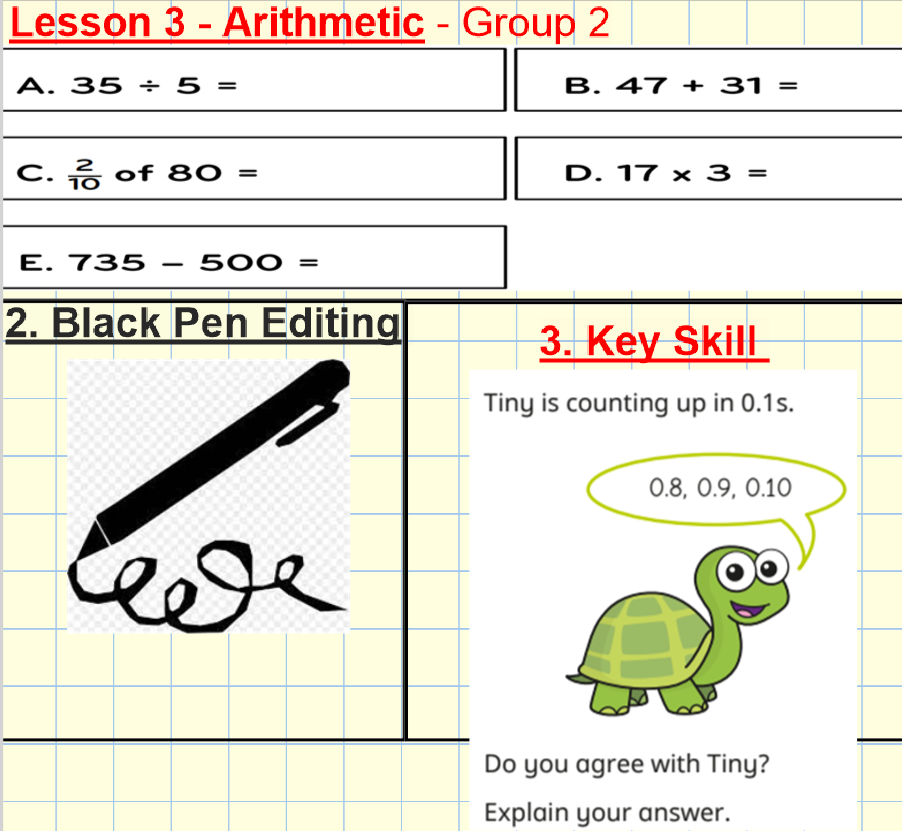 Lesson 3 - Arithmetic - Group 2
A. 35 ÷ 5 =
B. 47 + 31 =
C. 2/10 of 80 =
D. 17 x 3 =
E. 735 – 500 =
2. Black Pen Editing
3. Key Skill
Tiny is counting up in 0.1s.
0.8, 0.9, 0.10
Do you agree with Tiny?
Explain your answer.